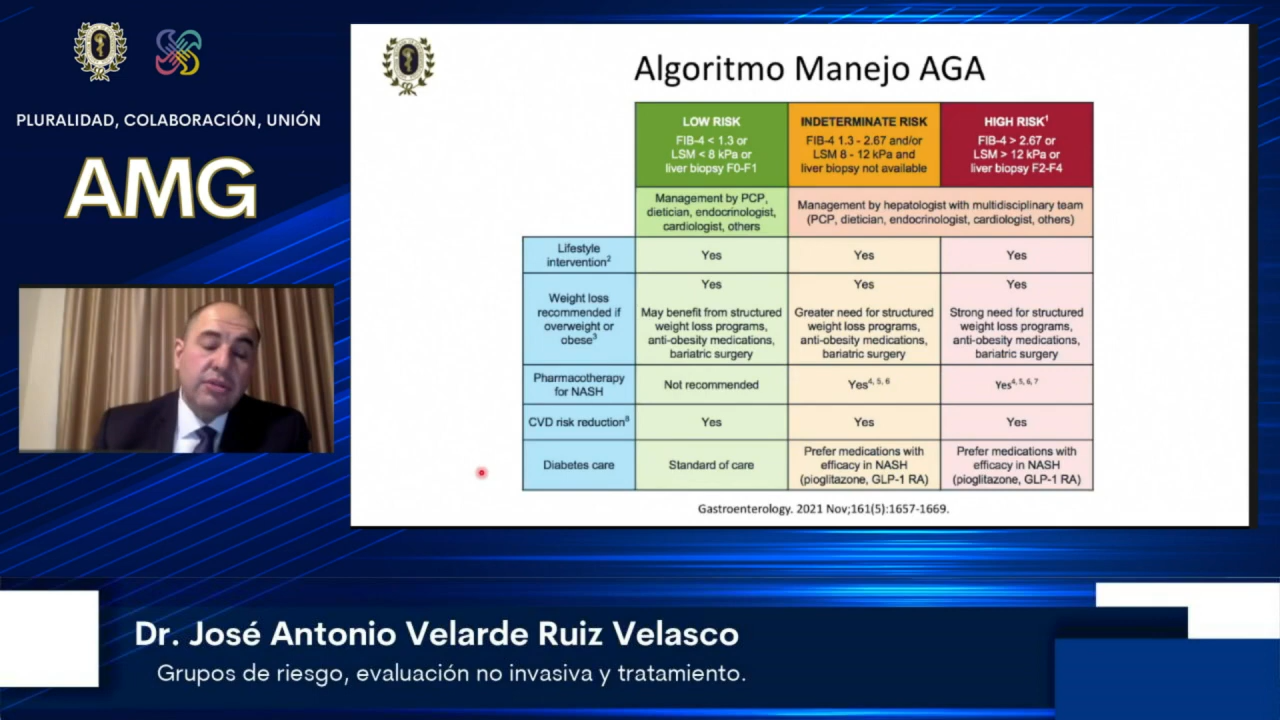 PLURALIDAD, COLABORACIÓN, UNIÓN
AMG
Algoritmo Manejo AGA
LOW RISK
FIB-4 < 1.3 or
LSM < 8 kPa or
liver biopsy F0-F1
INDETERMINATE RISK
FIB-4 1.3 - 2.67 and/or
LSM 8 - 12 kPa and
liver biopsy not available
HIGH RISK¹
FIB-4 > 2.67 or
LSM > 12 kPa or
liver biopsy F2-F4
Management by PCP,
dietician, endocrinologist,
cardiologist, others
Management by hepatologist with multidisciplinary team
(PCP, dietician, endocrinologist, cardiologist, others)
Lifestyle
intervention²
Yes
Yes
Yes
Weight loss
recommended if
overweight or
obese³
Yes
May benefit from structured
weight loss programs,
anti-obesity medications,
bariatric surgery
Yes
Greater need for structured
weight loss programs,
anti-obesity medications,
bariatric surgery
Yes
Strong need for structured
weight loss programs,
anti-obesity medications,
bariatric surgery
Pharmacotherapy
for NASH
Not recommended
Yes⁴, ⁵, ⁶
Yes⁴, ⁵, ⁶, ⁷
CVD risk reduction⁸
Yes
Yes
Yes
Diabetes care
Standard of care
Prefer medications with
efficacy in NASH
(pioglitazone, GLP-1 RA)
Prefer medications with
efficacy in NASH
(pioglitazone, GLP-1 RA)
Gastroenterology. 2021 Nov;161(5):1657-1669.
Dr. José Antonio Velarde Ruiz Velasco
Grupos de riesgo, evaluación no invasiva y tratamiento.